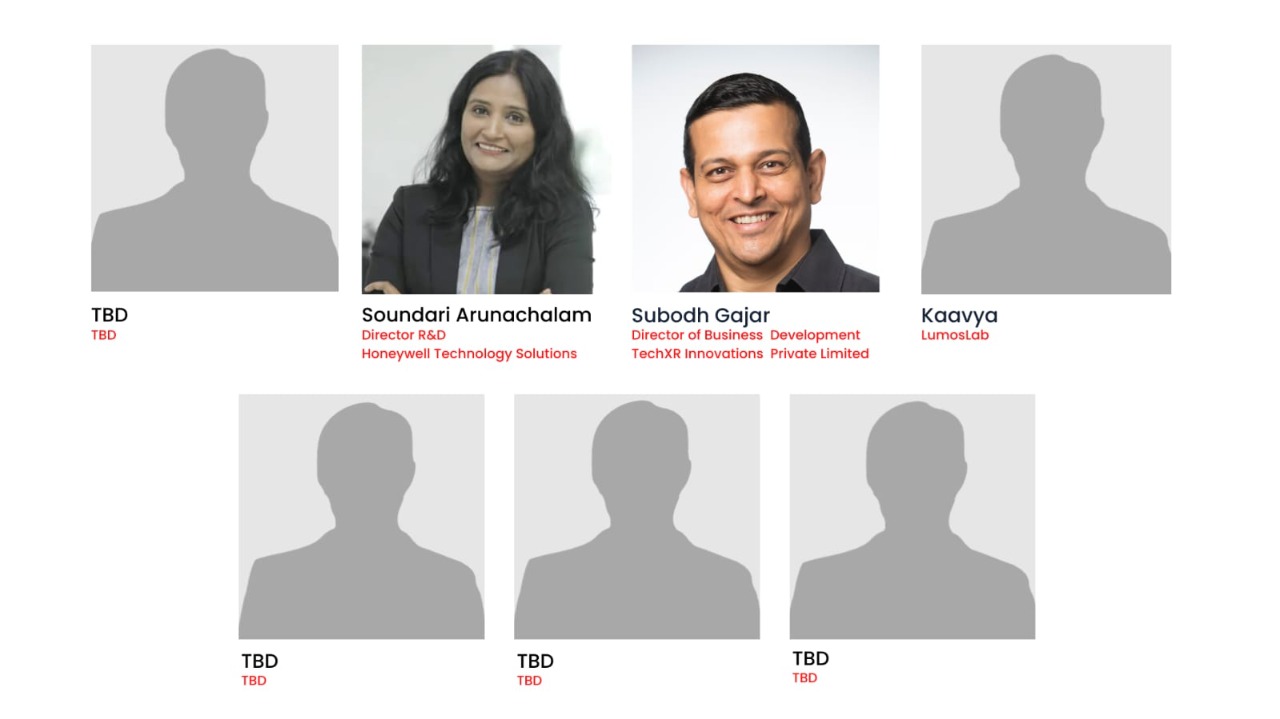 TBD
TBD
Soundari Arunachalam
Director R&D
Honeywell Technology Solutions
Subodh Gajar
Director of Business Development
TechXR Innovations Private Limited
Kaavya
LumosLab
TBD
TBD
TBD
TBD
TBD
TBD